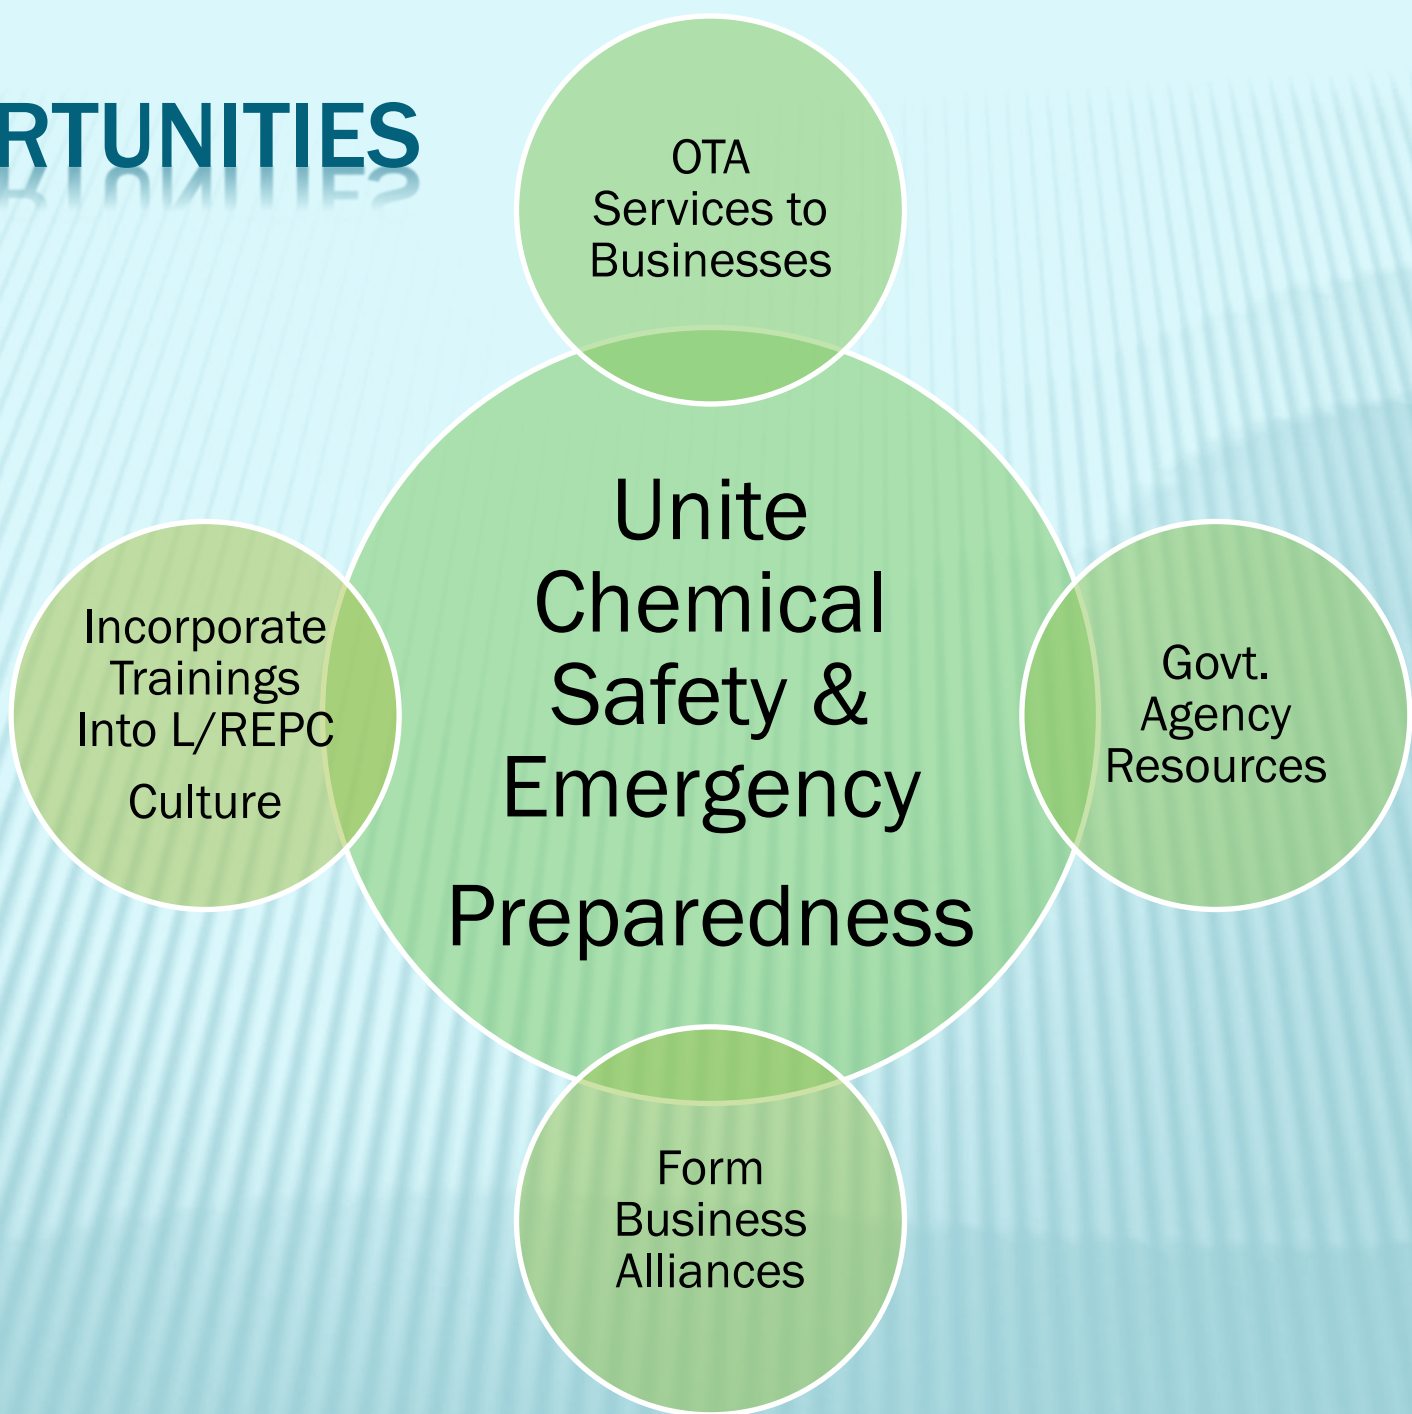 RTUNITIES
OTA
Services to
Businesses
Unite
Chemical
Safety &
Emergency
Preparedness
Incorporate
Trainings
Into L/REPC
Culture
Govt.
Agency
Resources
Form
Business
Alliances